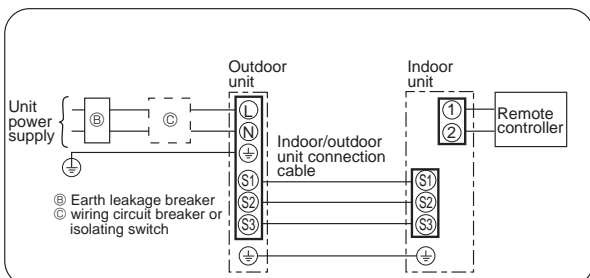 Outdoor
unit
Indoor
unit
Unit
power
supply
Ⓑ
Ⓒ
L
N
S1
S2
S3
Indoor/outdoor
unit connection
cable
1
2
Remote
controller
S1
S2
S3
Ⓑ Earth leakage breaker
Ⓒ wiring circuit breaker or
isolating switch